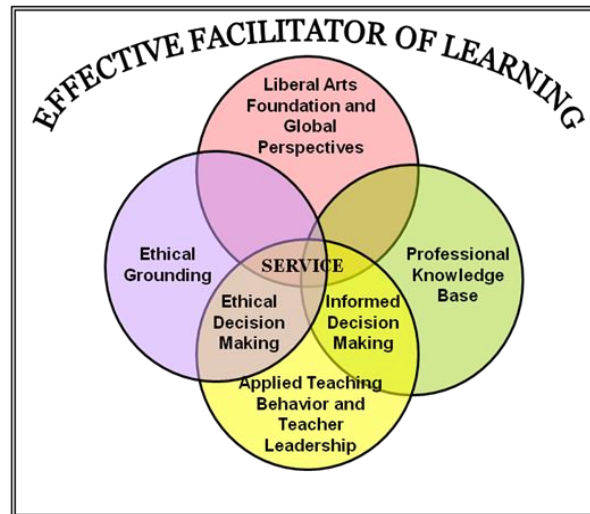 EFFECTIVE FACILITATOR OF LEARNING
Liberal Arts
Foundation and
Global
Perspectives
Ethical
Grounding
Professional
Knowledge
Base
SERVICE
Ethical
Decision
Making
Informed
Decision
Making
Applied Teaching
Behavior and
Teacher
Leadership